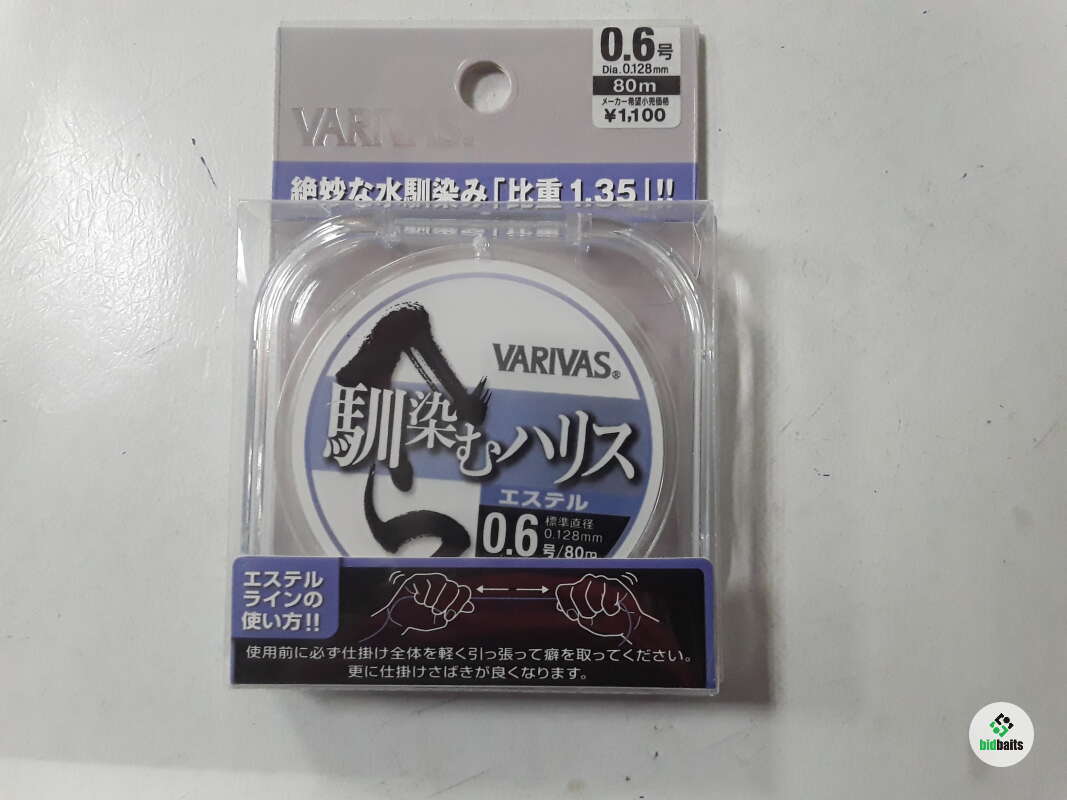 0.6号
Dia.0.128mm
80m
メーカー希望小売価格
¥1,100
VARIVAS®
絶妙な水馴染み「比重1.35」!!
へら
VARIVAS®
馴染むハリス
エステル
0.6号/80m
標準直径
0.128mm
エステル
ラインの
使い方!!
使用前に必ず仕掛け全体を軽く引っ張って癖を取ってください。
更に仕掛けさばきが良くなります。
bidbaits